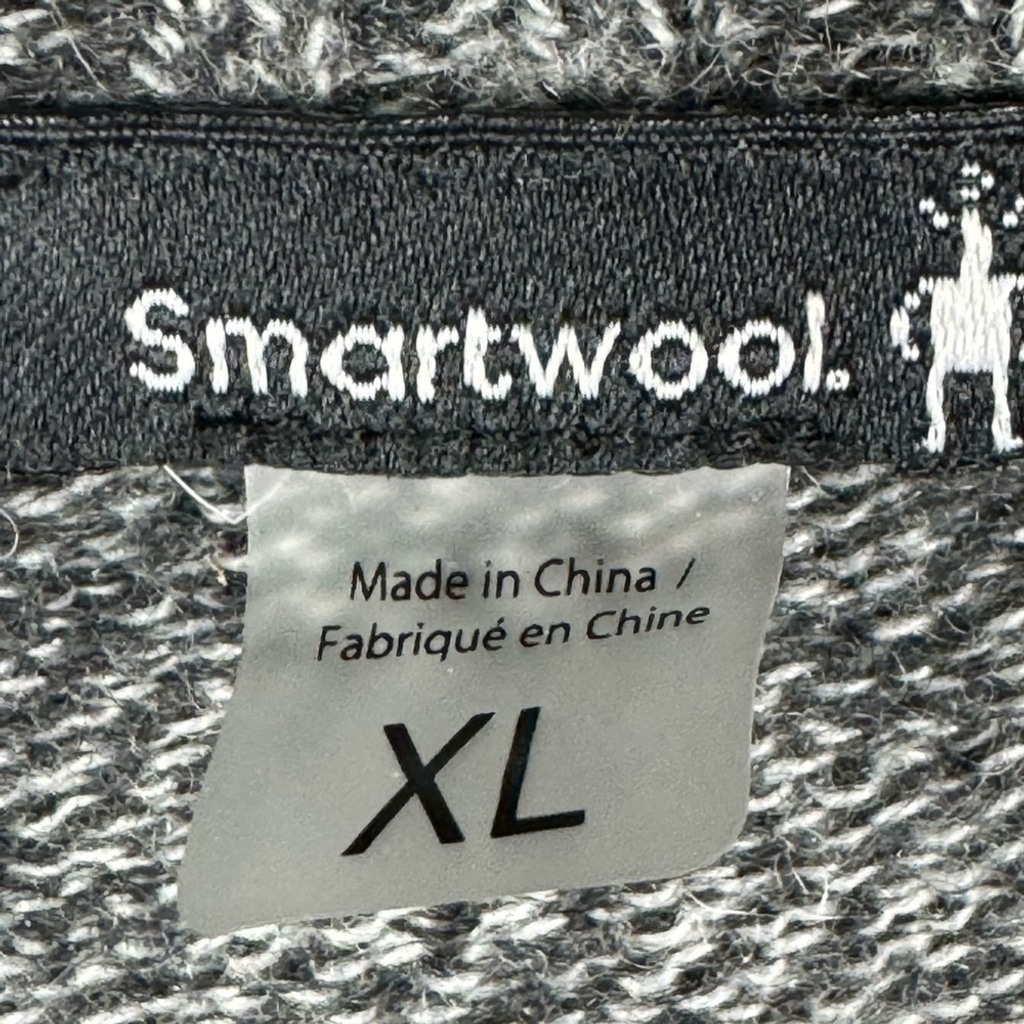 Smartwool.
Made in China /
Fabriqué en Chine
XL